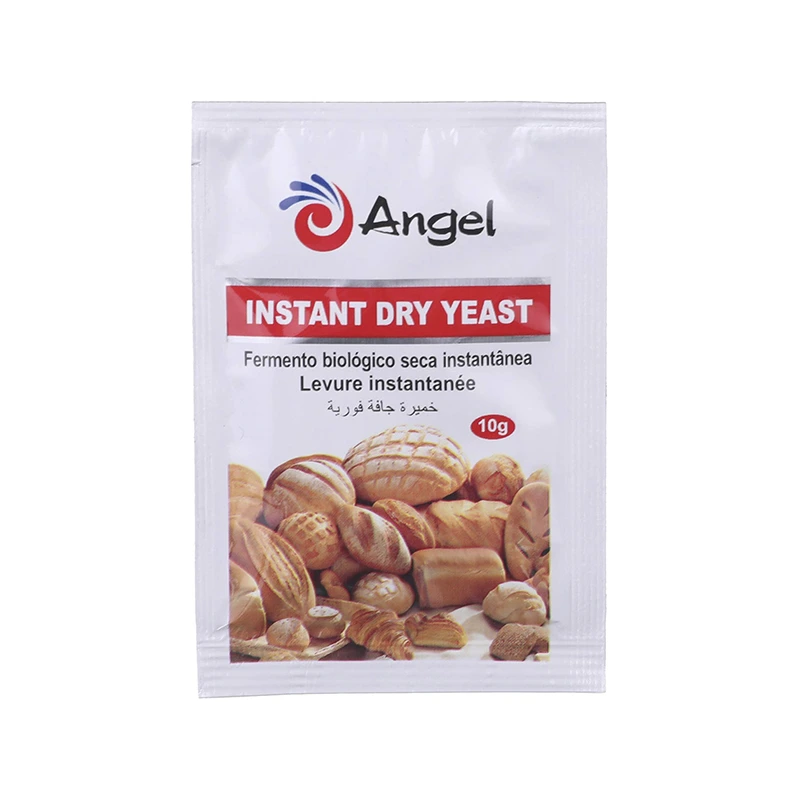 Angel
INSTANT DRY YEAST
Fermento biológico seca instantânea
Levure instantanée
خميرة جافة فورية
10g